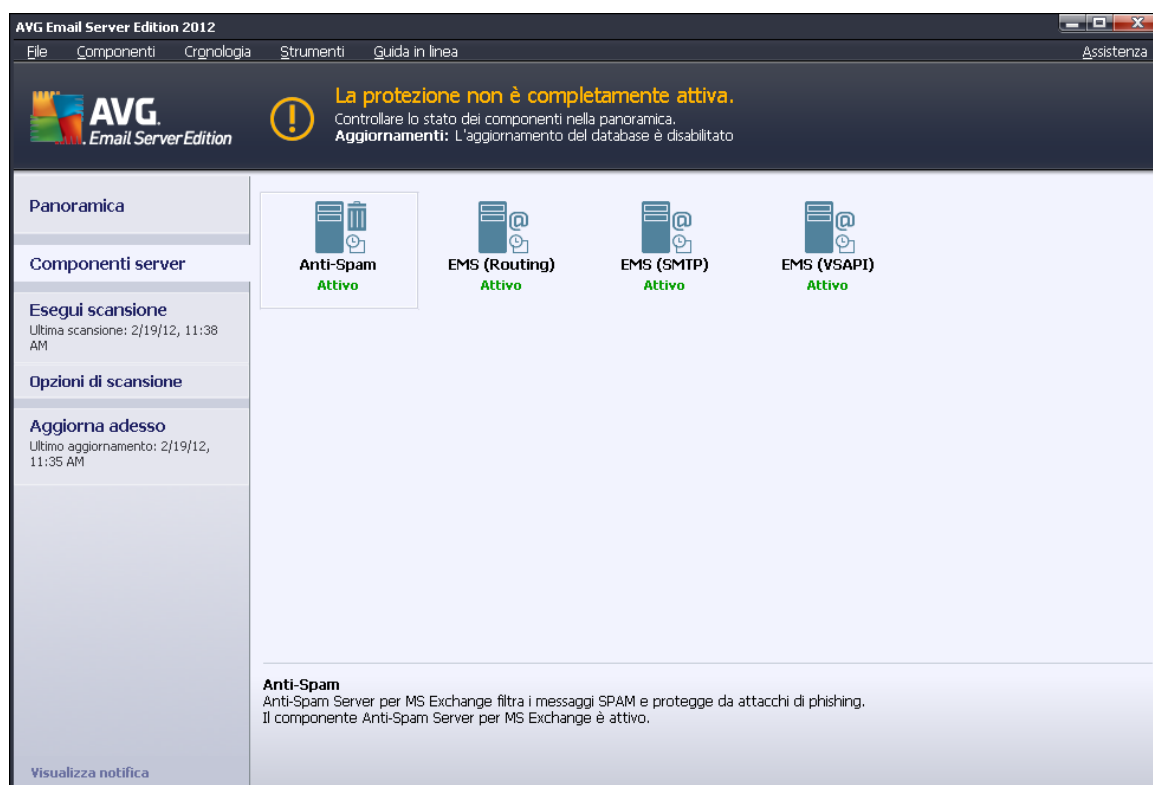 AVG Email Server Edition 2012
File Componenti Cronologia Strumenti Guida in linea Assistenza
AVG.
Email Server Edition
La protezione non è completamente attiva.
Controllare lo stato dei componenti nella panoramica.
Aggiornamenti: L'aggiornamento del database è disabilitato
Panoramica
Componenti server
Esegui scansione
Ultima scansione: 2/19/12, 11:38
AM
Opzioni di scansione
Aggiorna adesso
Ultimo aggiornamento: 2/19/12,
11:35 AM
Visualizza notifica
Anti-Spam EMS (Routing) EMS (SMTP) EMS (VSAPI)
Attivo Attivo Attivo Attivo
Anti-Spam
Anti-Spam Server per MS Exchange filtra i messaggi SPAM e protegge da attacchi di phishing.
Il componente Anti-Spam Server per MS Exchange è attivo.